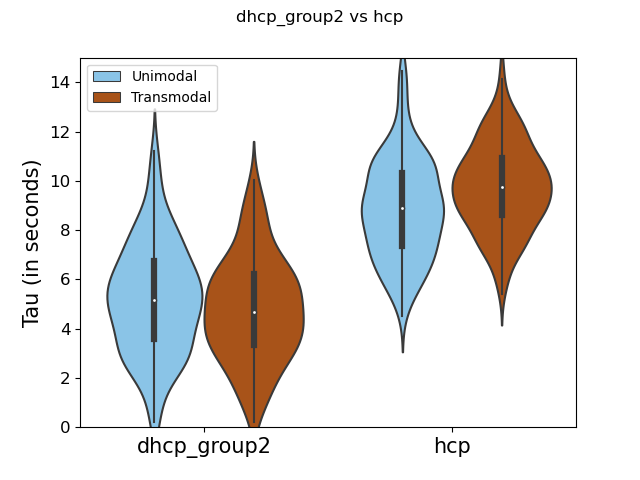 dhcp_group2 vs hcp
Unimodal
Transmodal
Tau (in seconds)
14
12
10
8
6
4
2
0
dhcp_group2
hcp